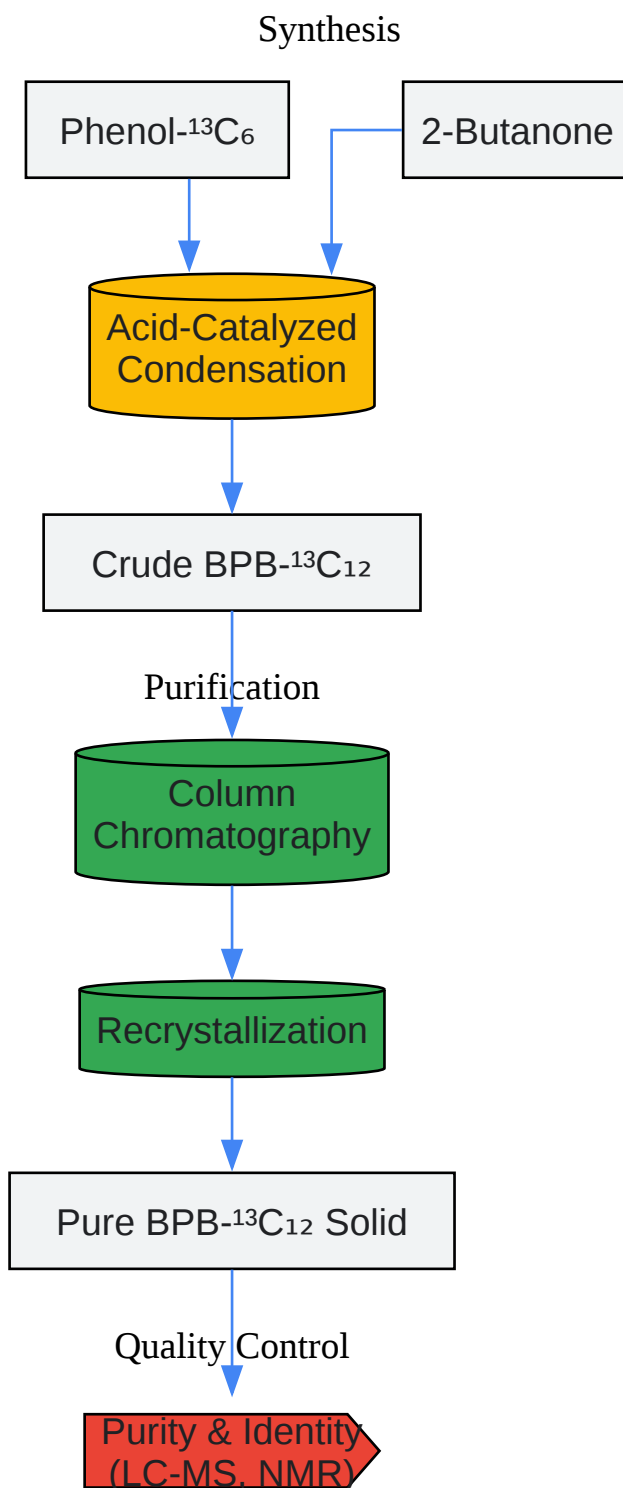 Synthesis
Phenol-¹³C₆
2-Butanone
Acid-Catalyzed
Condensation
Crude BPB-¹³C₁₂
Purification
Column
Chromatography
Recrystallization
Pure BPB-¹³C₁₂ Solid
Quality Control
Purity & Identity
(LC-MS, NMR)